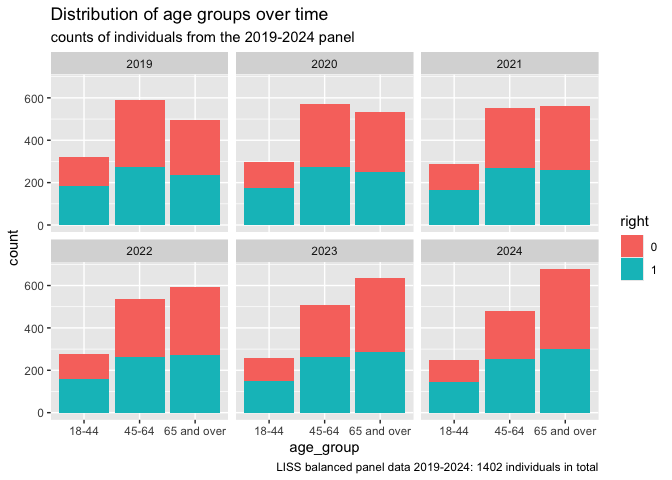 Distribution of age groups over time
counts of individuals from the 2019-2024 panel
2019 2020 2021
600
400
200
0
2022 2023 2024
600
400
200
0
count
18-44 45-64 65 and over 18-44 45-64 65 and over 18-44 45-64 65 and over
age_group
right
0
1
LISS balanced panel data 2019-2024: 1402 individuals in total